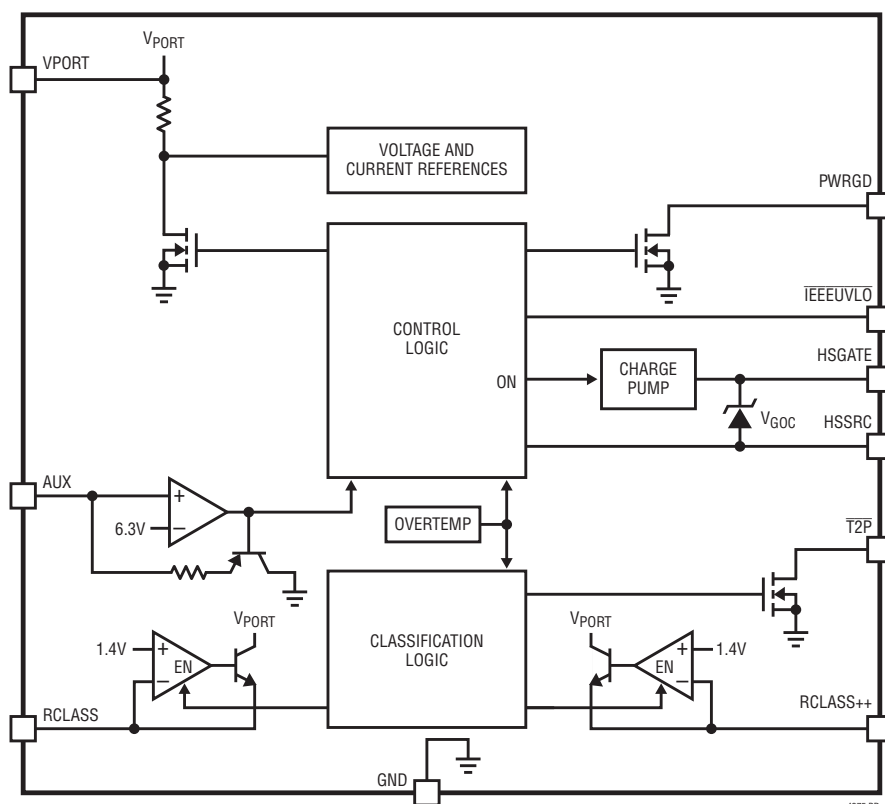 VPORT
VPORT
VOLTAGE AND
CURRENT REFERENCES
PWRGD
IEEEUVLO
CONTROL
LOGIC
ON
CHARGE
PUMP
HSGATE
VGOC
HSSRC
AUX
+
−
6.3V
OVERTEMP
T2P
VPORT
1.4V
+
EN
−
RCLASS
CLASSIFICATION
LOGIC
VPORT
+
1.4V
EN
−
RCLASS++
GND